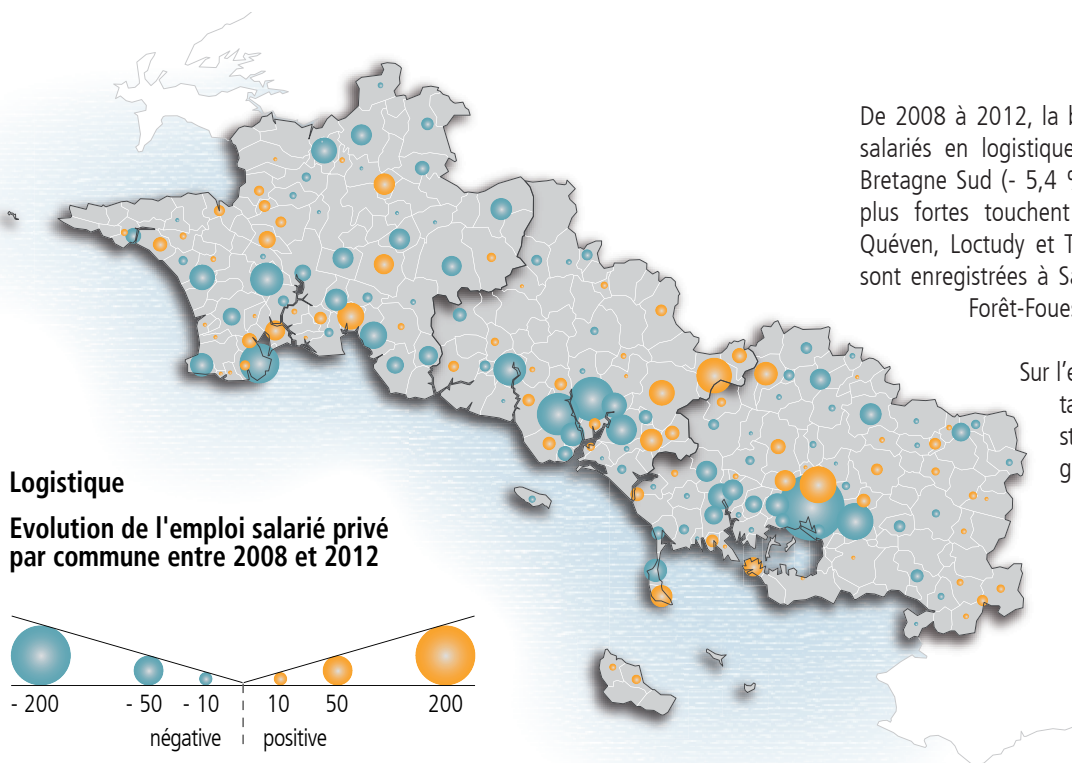 De 2008 à 2012, la b
salariés en logistique
Bretagne Sud (- 5,4 %
plus fortes touchent
Quéven, Loctudy et T
sont enregistrées à Sa
Forêt-Foues
Sur l'e
ta
st
g
Logistique
Evolution de l'emploi salarié privé
par commune entre 2008 et 2012
- 200 - 50 - 10 10 50 200
négative positive